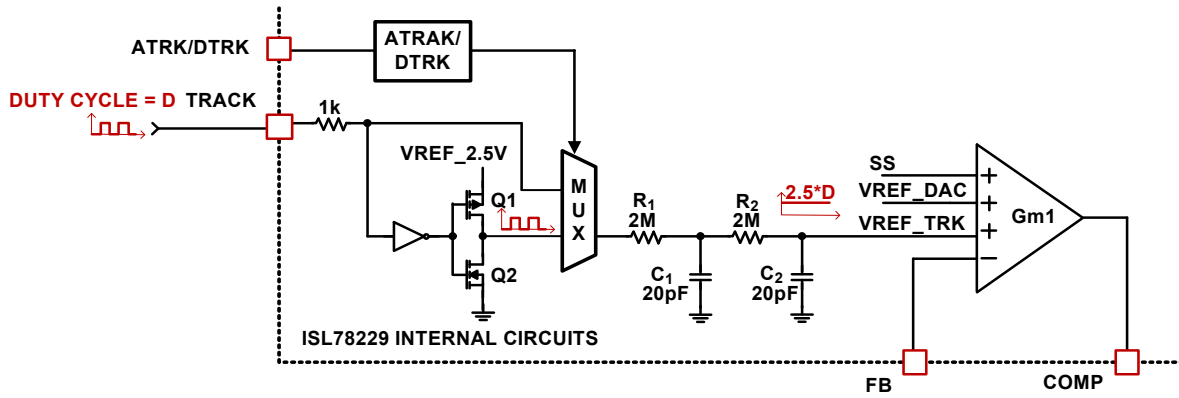 ATRK/DTRK
ATRAK/
DTRK
DUTY CYCLE = D TRACK
1k
VREF_2.5V
Q1
Q2
M
U
X
R1
2M
R2
2M
2.5*D
C1
20pF
C2
20pF
SS
VREF_DAC
VREF_TRK
+
+
+
−
Gm1
ISL78229 INTERNAL CIRCUITS
FB
COMP